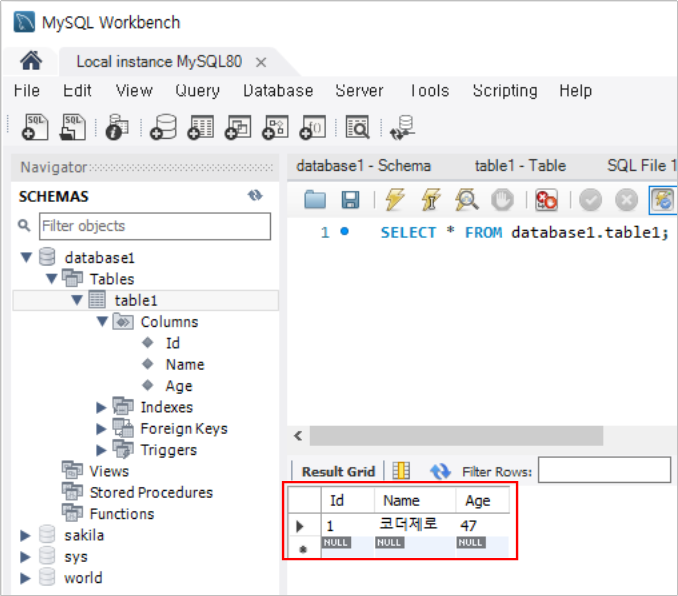 MySQL Workbench
Local instance MySQL80
File Edit View Query Database Server Tools Scripting Help
SQL SQL
Navigator
SCHEMAS
Filter objects
database1
Tables
table1
Columns
Id
Name
Age
Indexes
Foreign Keys
Triggers
Views
Stored Procedures
Functions
sakila
sys
world
database1 - Schema table1 - Table SQL File 1
1 SELECT * FROM database1.table1;
Result Grid Filter Rows:
Id Name Age
1 코더제로 47
NULL NULL NULL